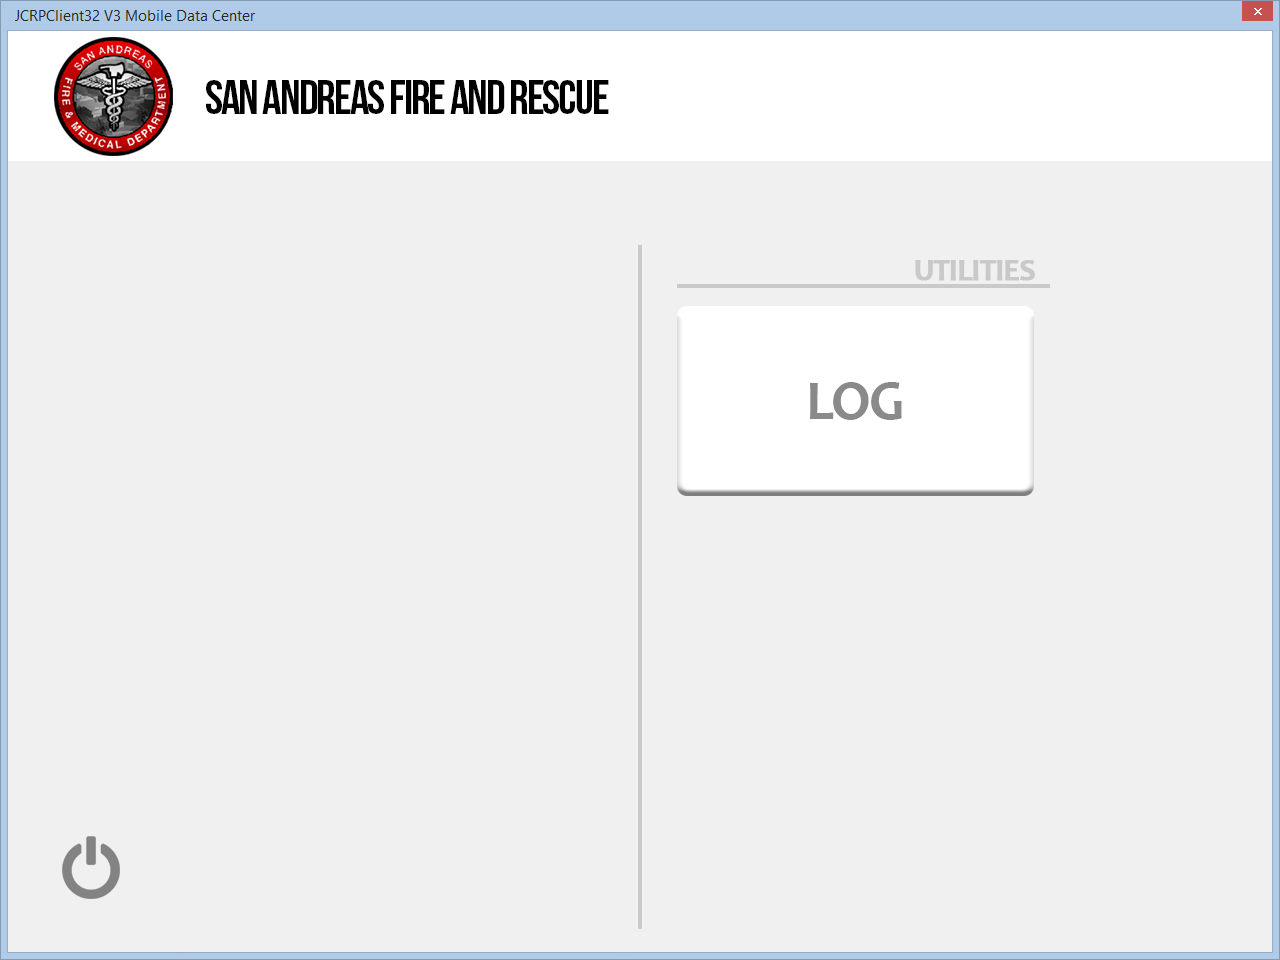 JCRPClient32 V3 Mobile Data Center
SAN ANDREAS
FIRE & MEDICAL DEPARTMENT
SAN ANDREAS FIRE AND RESCUE
UTILITIES
LOG